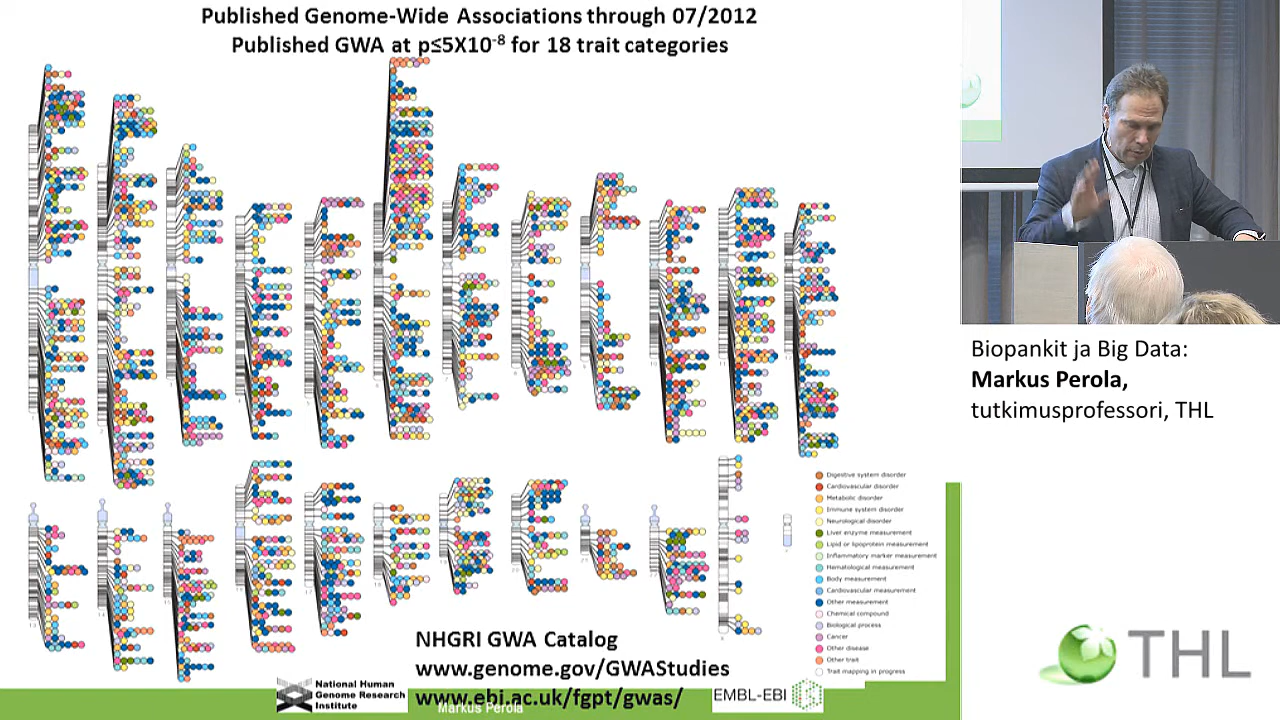 Published Genome-Wide Associations through 07/2012
Published GWA at p≤5X10-8 for 18 trait categories
Digestive system disorder
Cardiovascular disorder
Metabolic disorder
Immune system disorder
Neurological disorder
Liver enzyme measurement
Lipid or lipoprotein measurement
Inflammatory marker measurement
Hematological measurement
Body measurement
Cardiovascular measurement
Other measurement
Chemical compound
Biological process
Cancer
Other disease
Other trait
Trait mapping in progress
NHGRI GWA Catalog
www.genome.gov/GWAStudies
www.ebi.ac.uk/fgpt/gwas/
National Human
Genome Research
Institute
Markus Perola
EMBL-EBI
Biopankit ja Big Data:
Markus Perola,
tutkimusprofessori, THL
THL